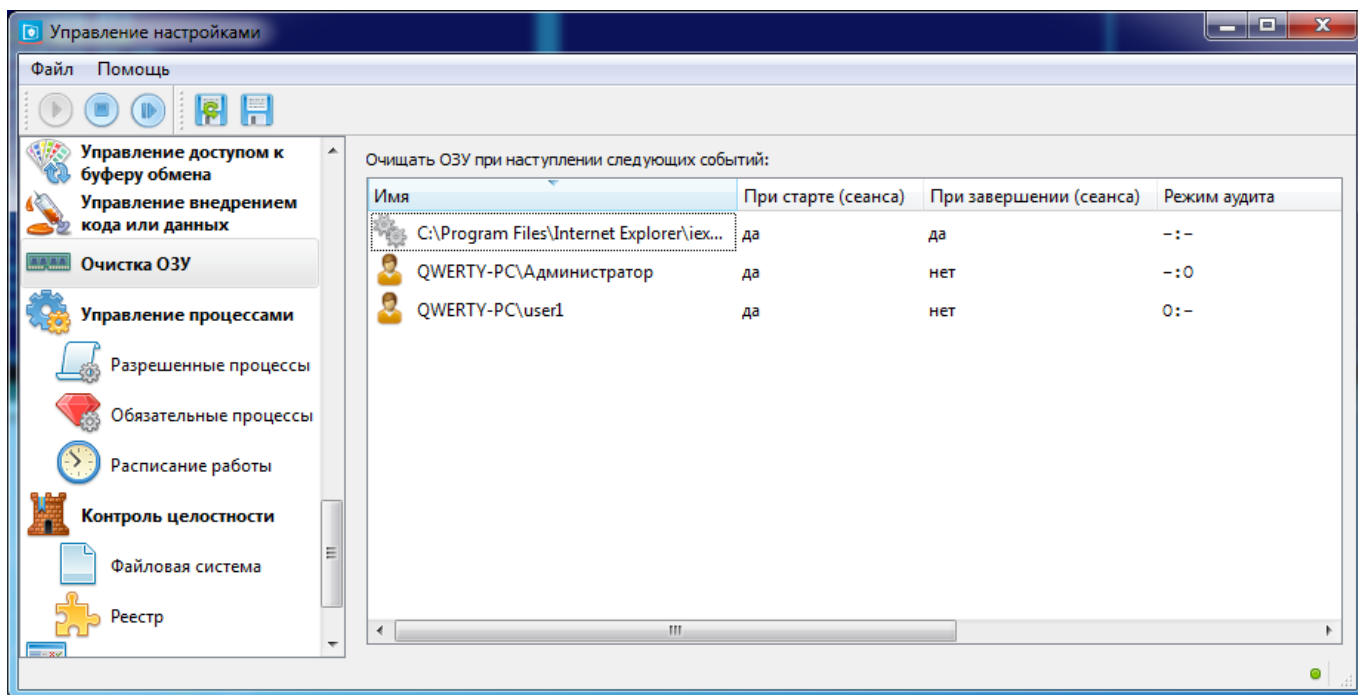 Управление настройками
Файл Помощь
Управление доступом к
буферу обмена
Управление внедрением
кода или данных
Очистка ОЗУ
Управление процессами
Разрешенные процессы
Обязательные процессы
Расписание работы
Контроль целостности
Файловая система
Реестр
Очищать ОЗУ при наступлении следующих событий:
Имя При старте (сеанса) При завершении (сеанса) Режим аудита
C:\Program Files\Internet Explorer\iex... да да -:-
QWERTY-PC\Администратор да нет -:O
QWERTY-PC\user1 да нет O:-